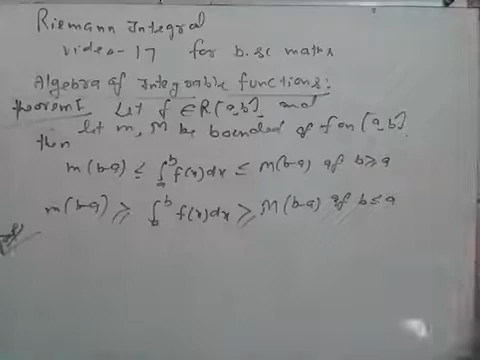 Riemann Integral
video-17 for b.sc maths
Algebra of Integrable functions:
Theorem I Let f ∈ R[a,b] and
let m, M be bounded of f on [a,b]
then
m(b-a) ≤ ∫_a^b f(x)dx ≤ M(b-a) if b ≥ a
m(b-a) ≥ ∫_a^b f(x)dx ≥ M(b-a) if b ≤ a